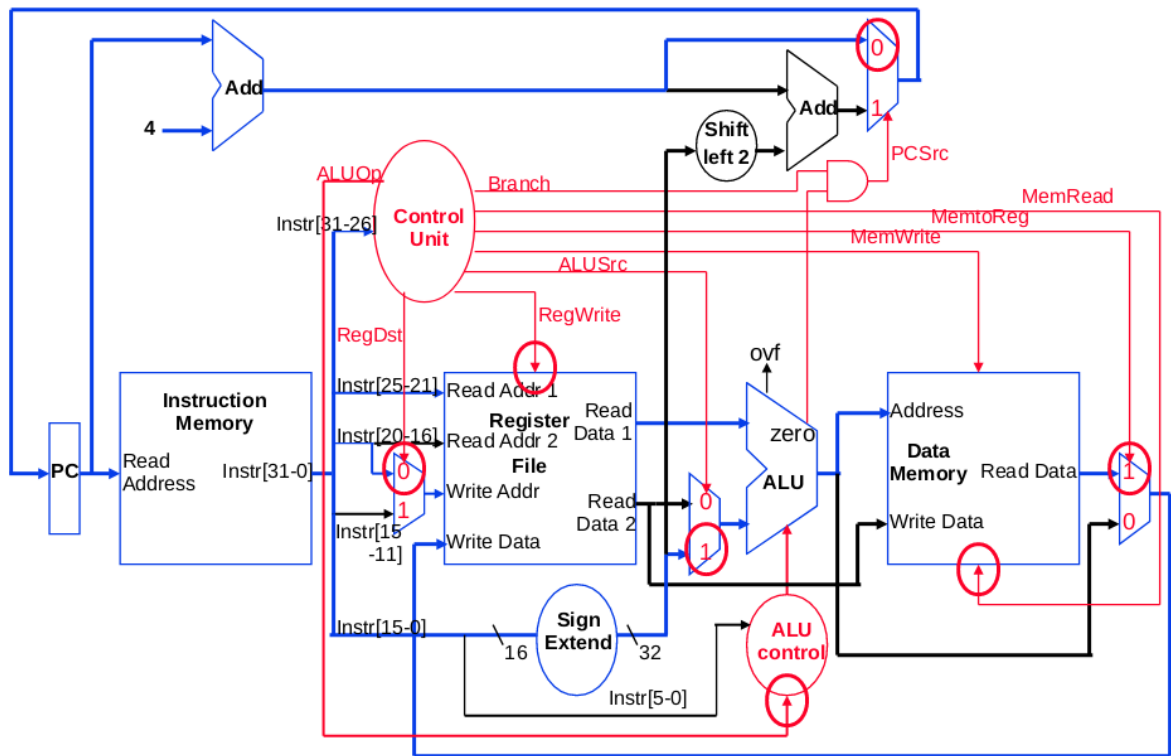 0
Add
Add
4
1
Shift
left 2
PCSrc
ALUOp
Branch
MemRead
Instr[31-26]
Control
Unit
MemtoReg
MemWrite
ALUSrc
RegWrite
RegDst
ovf
Instruction
Memory
Instr[25-21]
Read Addr 1
Register
File
Read
Data 1
Instr[20-16]
Read Addr 2
zero
ALU
Address
Data
Memory
Read Data
PC
Read
Address
Instr[31-0]
0
1
Write Addr
Read
Data 2
0
1
1
0
Instr[15
-11]
Write Data
Write Data
Instr[15-0]
Sign
Extend
16
32
ALU
control
Instr[5-0]